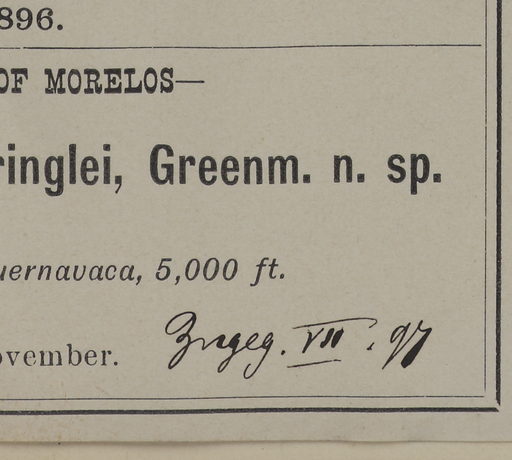 896.
OF MORELOS—
ringlei, Greenm. n. sp.
uernavaca, 5,000 ft.
ovember. Zugeg. VII. 97